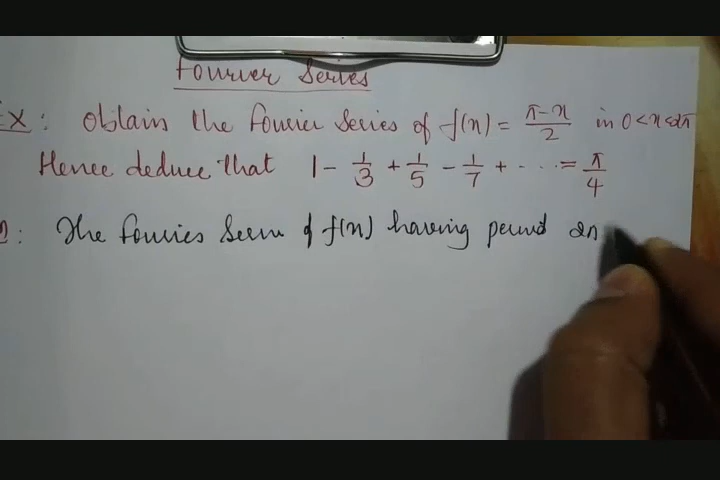 Fourier Series
Ex: Obtain the Fourier Series of f(x) = (π-x)/2 in 0<x<2π
Hence deduce that 1 - 1/3 + 1/5 - 1/7 + ... = π/4
: The Fourier Series of f(x) having period 2π